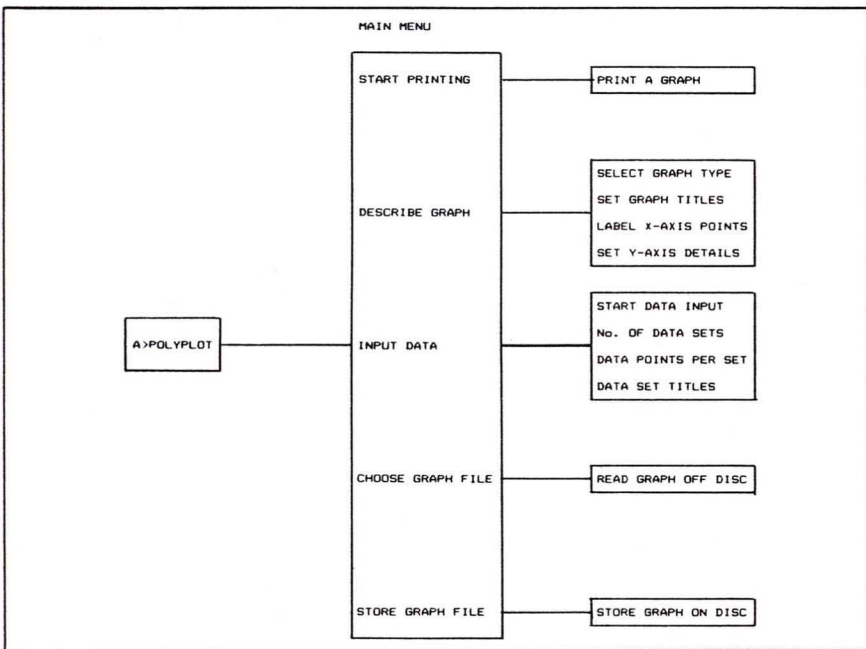 MAIN MENU
START PRINTING
PRINT A GRAPH
DESCRIBE GRAPH
SELECT GRAPH TYPE
SET GRAPH TITLES
LABEL X-AXIS POINTS
SET Y-AXIS DETAILS
A>POLYPLOT
INPUT DATA
START DATA INPUT
No. OF DATA SETS
DATA POINTS PER SET
DATA SET TITLES
CHOOSE GRAPH FILE
READ GRAPH OFF DISC
STORE GRAPH FILE
STORE GRAPH ON DISC